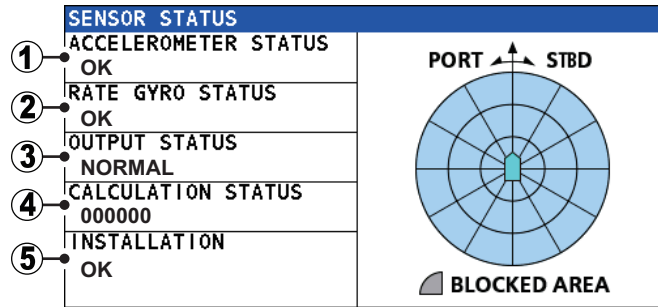 SENSOR STATUS
1 ACCELEROMETER STATUS
OK
2 RATE GYRO STATUS
OK
3 OUTPUT STATUS
NORMAL
4 CALCULATION STATUS
000000
5 INSTALLATION
OK
PORT STBD
BLOCKED AREA